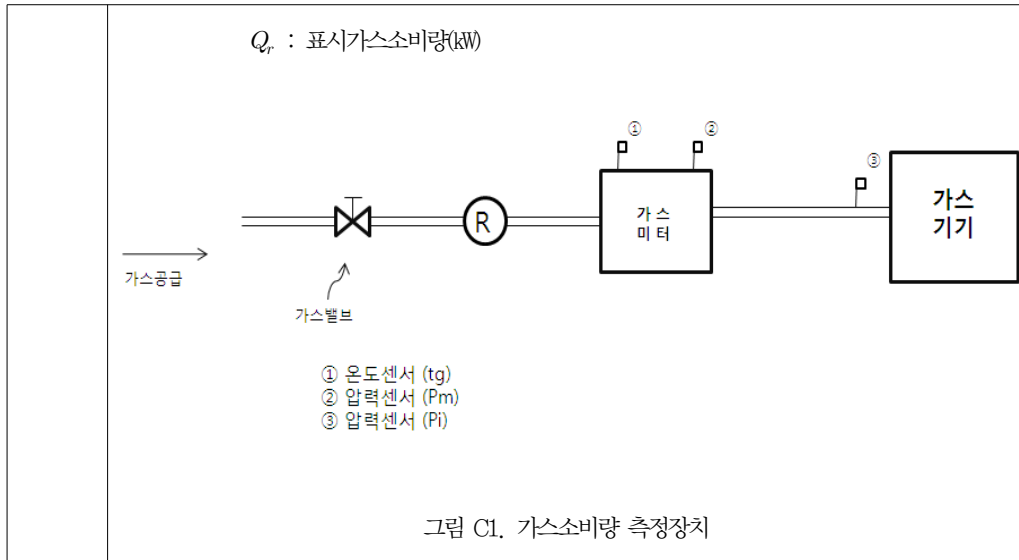 Qr : 표시가스소비량(kW)
① ②
③
가 스
미 터
가스
기기
R
가스공급
가스밸브
① 온도센서 (tg)
② 압력센서 (Pm)
③ 압력센서 (Pi)
그림 C1. 가스소비량 측정장치